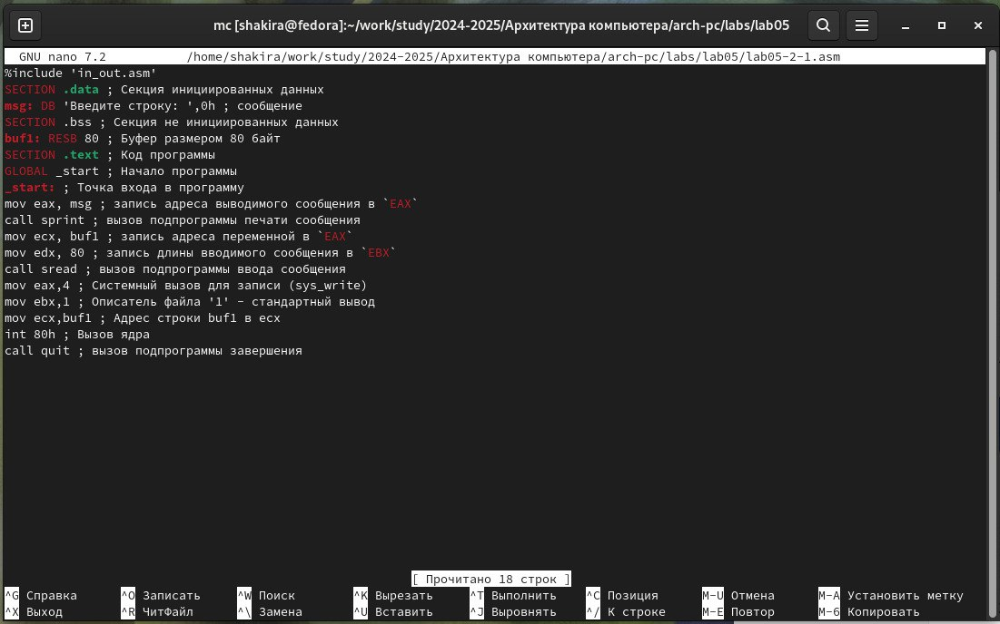 mc [shakira@fedora]:~/work/study/2024-2025/Архитектура компьютера/arch-pc/labs/lab05
GNU nano 7.2 /home/shakira/work/study/2024-2025/Архитектура компьютера/arch-pc/labs/lab05/lab05-2-1.asm
%include 'in_out.asm'
SECTION .data ; Секция инициированных данных
msg: DB 'Введите строку: ',0h ; сообщение
SECTION .bss ; Секция не инициированных данных
buf1: RESB 80 ; Буфер размером 80 байт
SECTION .text ; Код программы
GLOBAL _start ; Начало программы
_start: ; Точка входа в программу
mov eax, msg ; запись адреса выводимого сообщения в `EAX`
call sprint ; вызов подпрограммы печати сообщения
mov ecx, buf1 ; запись адреса переменной в `EAX`
mov edx, 80 ; запись длины вводимого сообщения в `EBX`
call sread ; вызов подпрограммы ввода сообщения
mov eax,4 ; Системный вызов для записи (sys_write)
mov ebx,1 ; Описатель файла '1' - стандартный вывод
mov ecx,buf1 ; Адрес строки buf1 в ecx
int 80h ; Вызов ядра
call quit ; вызов подпрограммы завершения
[ Прочитано 18 строк ]
^G Справка ^O Записать ^W Поиск ^K Вырезать ^T Выполнить ^C Позиция M-U Отмена M-A Установить метку
^X Выход ^R ЧитФайл ^\ Замена ^U Вставить ^J Выровнять ^/ К строке M-E Повтор M-6 Копировать